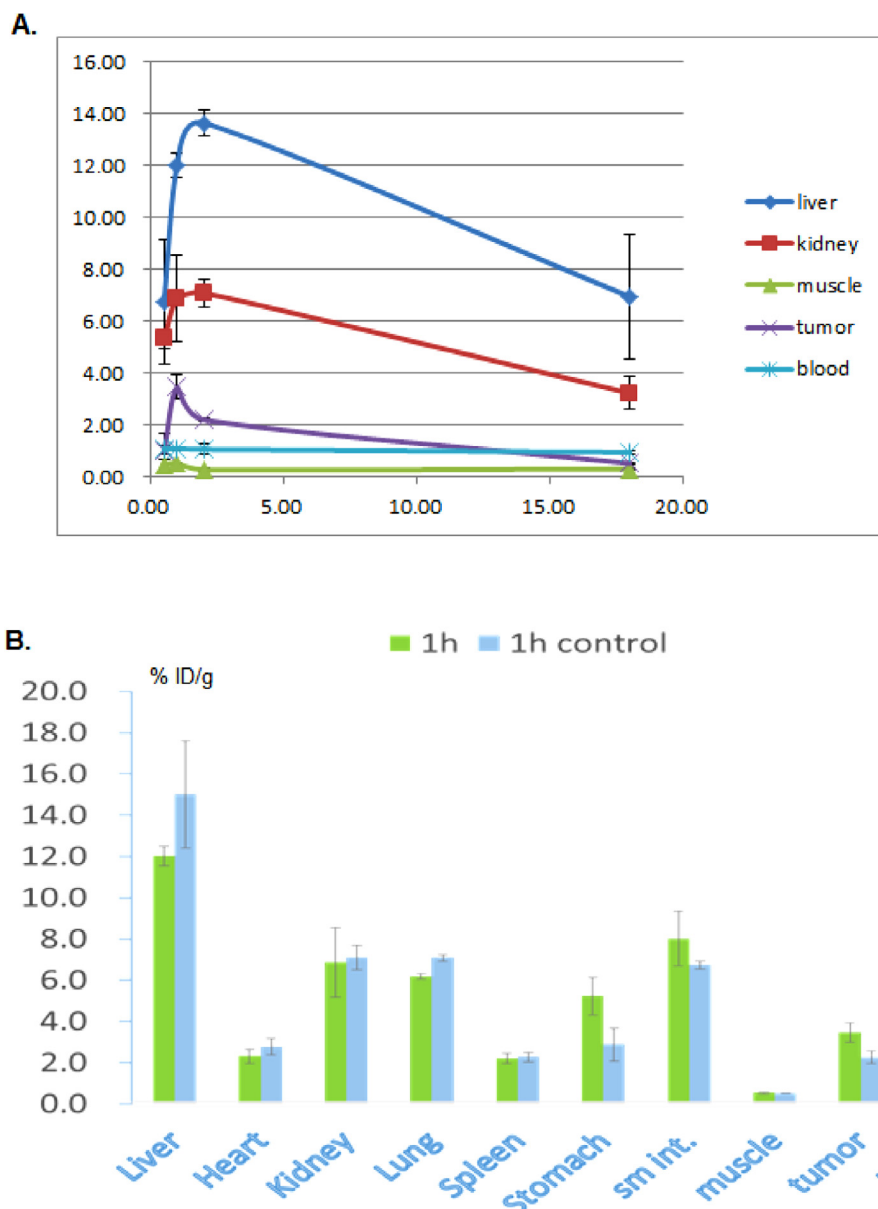 A.
16.00
14.00
12.00
10.00
8.00
6.00
4.00
2.00
0.00
0.00 5.00 10.00 15.00 20.00
liver
kidney
muscle
tumor
blood
B.
1h 1h control
% ID/g
20.0
18.0
16.0
14.0
12.0
10.0
8.0
6.0
4.0
2.0
0.0
Liver Heart Kidney Lung Spleen Stomach sm int. muscle tumor